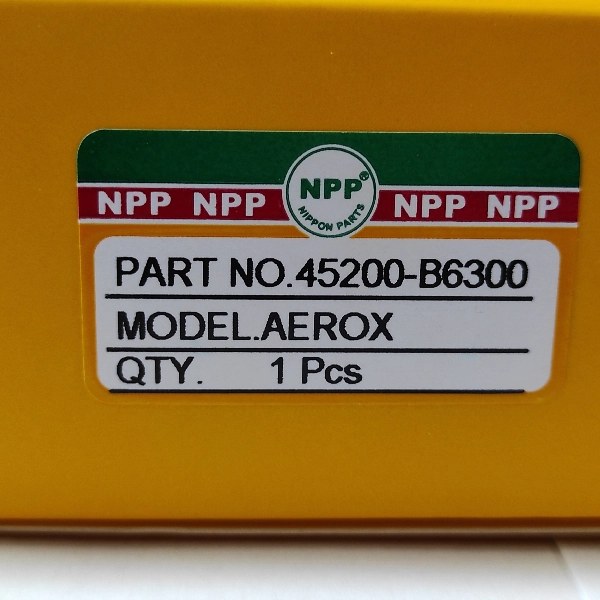 NPP NPP NPP® NPP NPP
NIPPON PARTS
PART NO.45200-B6300
MODEL.AEROX
QTY. 1 Pcs